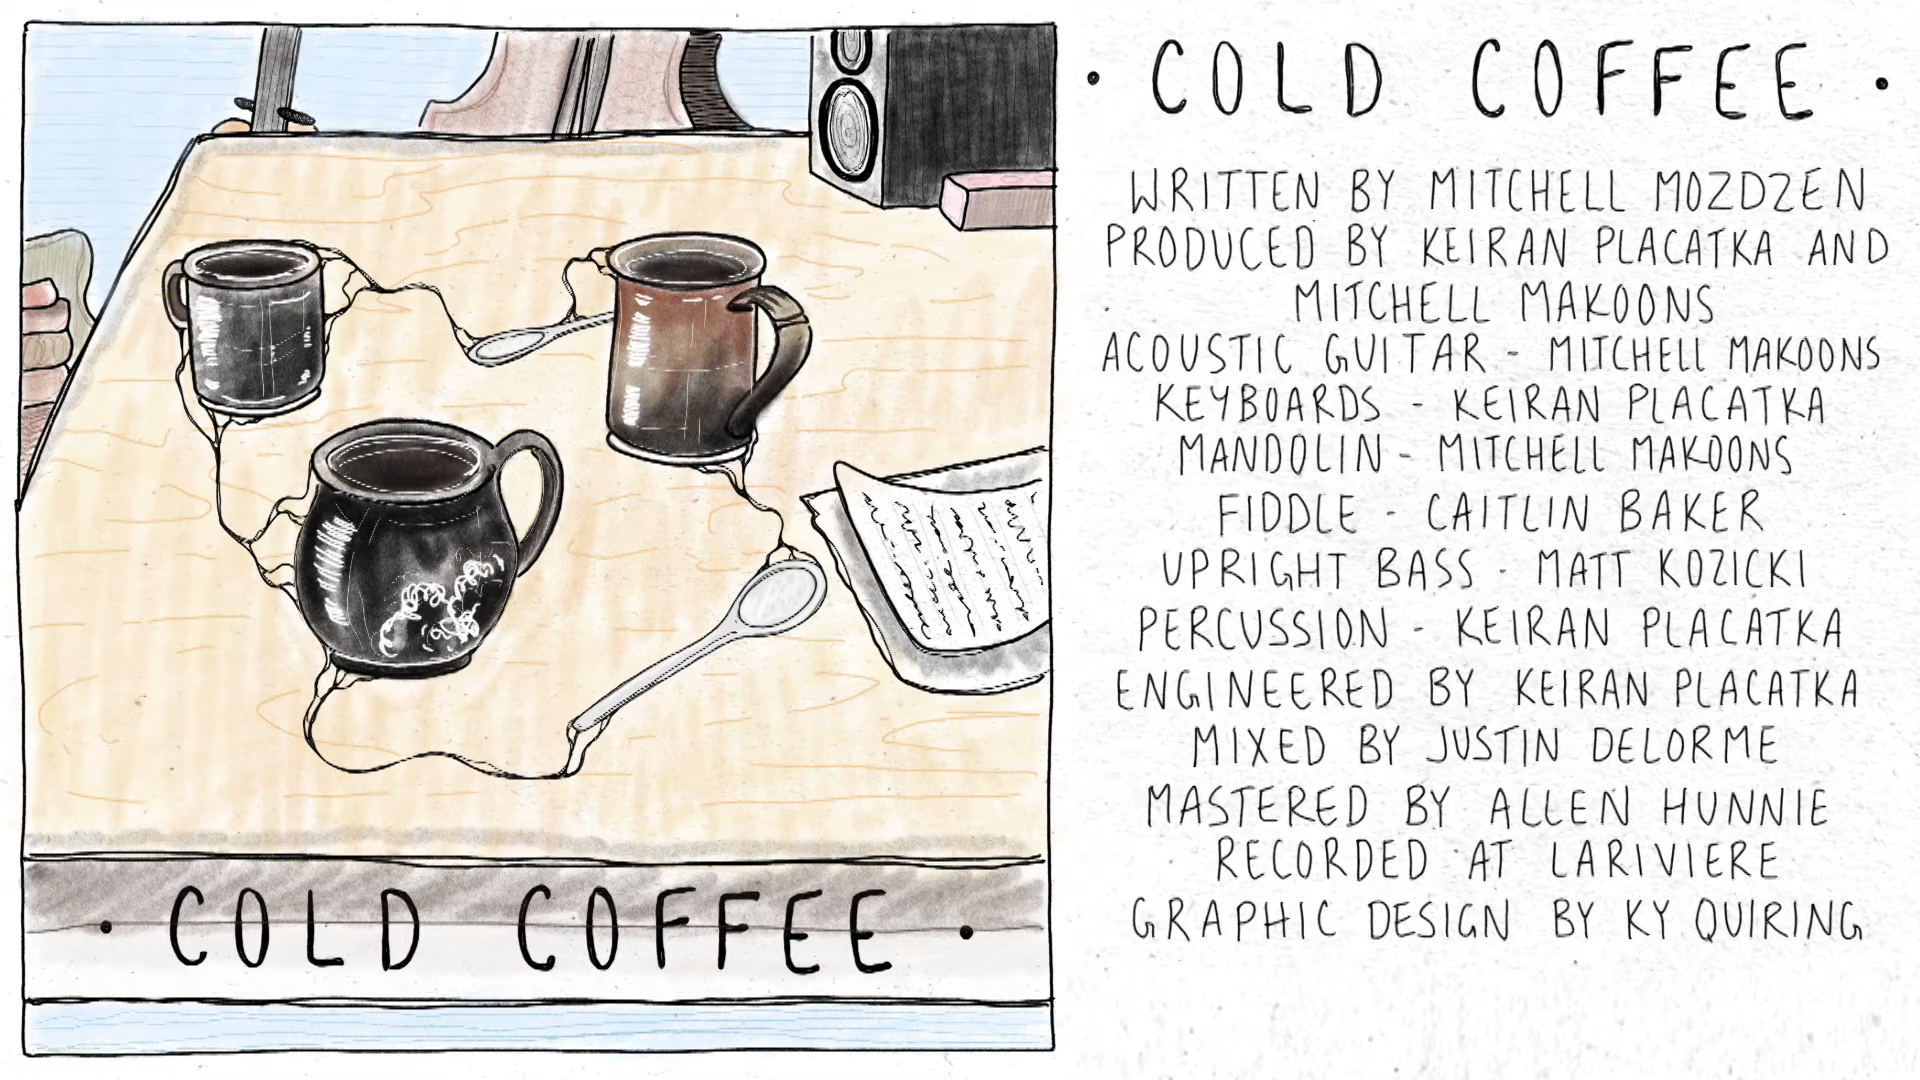 • COLD COFFEE •
• COLD COFFEE •
WRITTEN BY MITCHELL MOZDZEN
PRODUCED BY KEIRAN PLACATKA AND
MITCHELL MAKOONS
ACOUSTIC GUITAR - MITCHELL MAKOONS
KEYBOARDS - KEIRAN PLACATKA
MANDOLIN - MITCHELL MAKOONS
FIDDLE - CAITLIN BAKER
UPRIGHT BASS - MATT KOZICKI
PERCUSSION - KEIRAN PLACATKA
ENGINEERED BY KEIRAN PLACATKA
MIXED BY JUSTIN DELORME
MASTERED BY ALLEN HUNNIE
RECORDED AT LARIVIERE
GRAPHIC DESIGN BY KY QUIRING